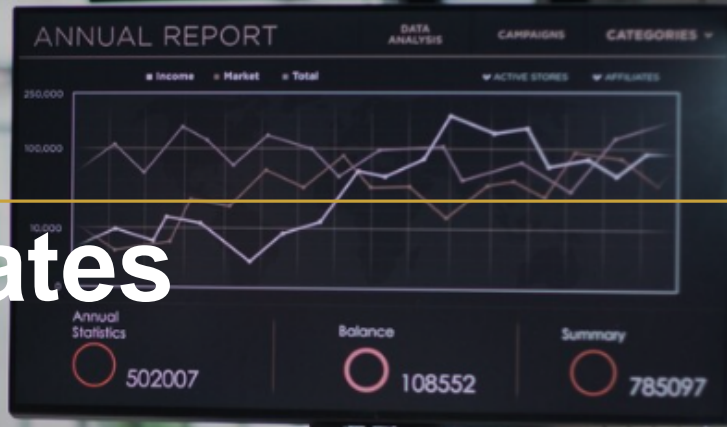 ANNUAL REPORT
DATA
ANALYSIS
CAMPAIGNS
CATEGORIES
Income Market Total
ACTIVE STORES AFFILIATES
250,000
100,000
10,000
ates
Annual
Statistics
502007
Balance
108552
Summary
785097